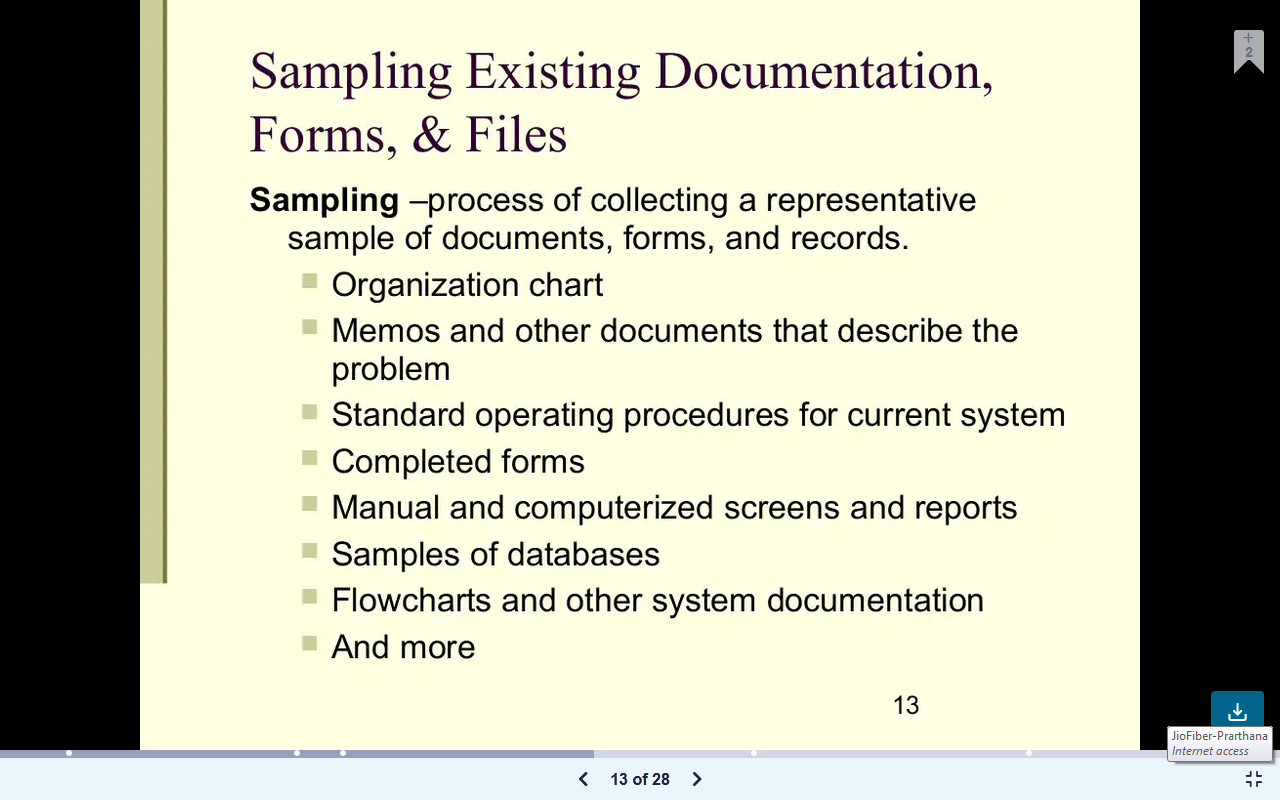 +
2
Sampling Existing Documentation,
Forms, & Files
Sampling –process of collecting a representative
sample of documents, forms, and records.
Organization chart
Memos and other documents that describe the
problem
Standard operating procedures for current system
Completed forms
Manual and computerized screens and reports
Samples of databases
Flowcharts and other system documentation
And more
13
JioFiber-Prarthana
Internet access
13 of 28